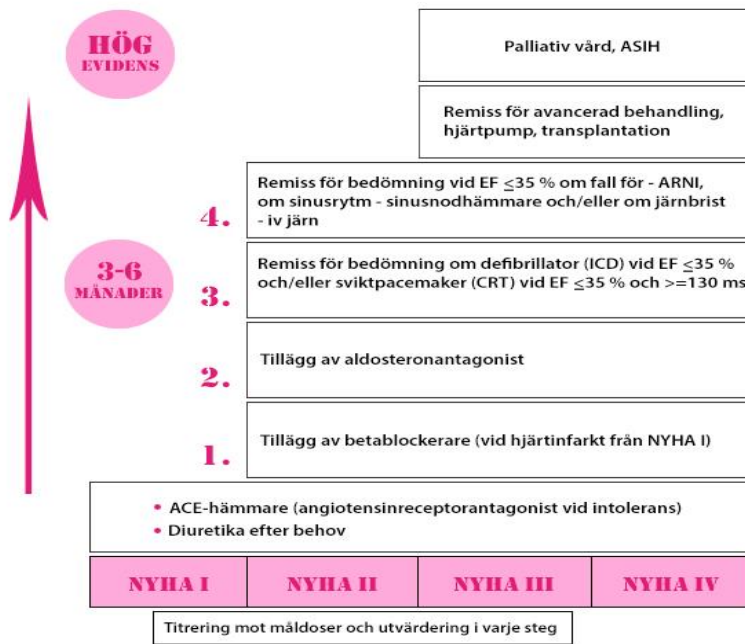 HÖG
EVIDENS
Palliativ vård, ASIH
Remiss för avancerad behandling,
hjärtpump, transplantation
4.
Remiss för bedömning vid EF ≤35 % om fall för - ARNI,
om sinusrytm - sinusnodhämmare och/eller om järnbrist
- iv järn
3-6
MÅNADER
3.
Remiss för bedömning om defibrillator (ICD) vid EF ≤35 %
och/eller sviktpacemaker (CRT) vid EF ≤35 % och >=130 ms
2.
Tillägg av aldosteronantagonist
1.
Tillägg av betablockerare (vid hjärtinfarkt från NYHA I)
• ACE-hämmare (angiotensinreceptorantagonist vid intolerans)
• Diuretika efter behov
NYHA I NYHA II NYHA III NYHA IV
Titrering mot måldoser och utvärdering i varje steg